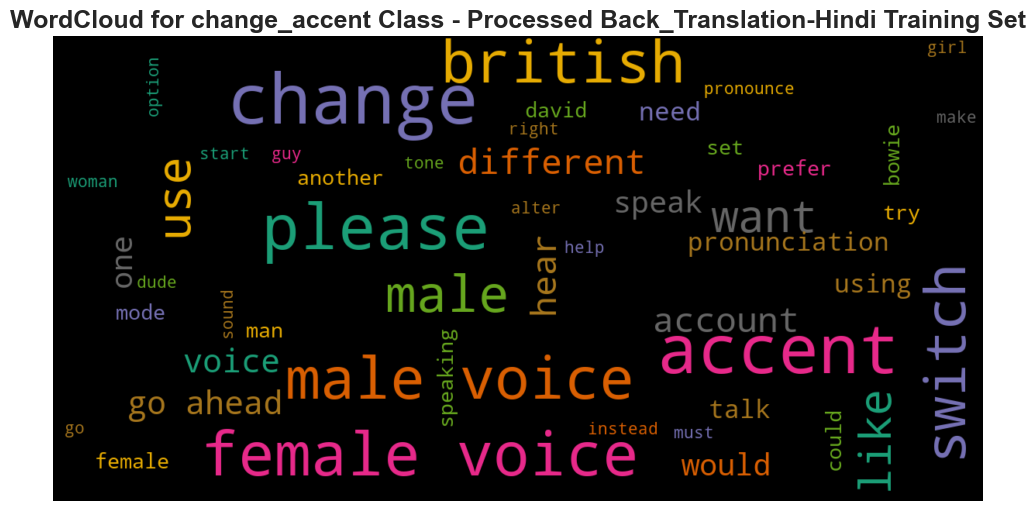 WordCloud for change_accent Class - Processed Back_Translation-Hindi Training Set
british
girl
option
change
pronounce
david
need
make
right
start
guy
tone
different
set
prefer
bowie
woman
use
another
please
alter
speak
want
try
one
hear
help
pronunciation
dude
mode
sound
man
male
using
account
switch
voice
speaking
accent
go ahead
male voice
talk
like
go
female
female voice
instead
must
would
could